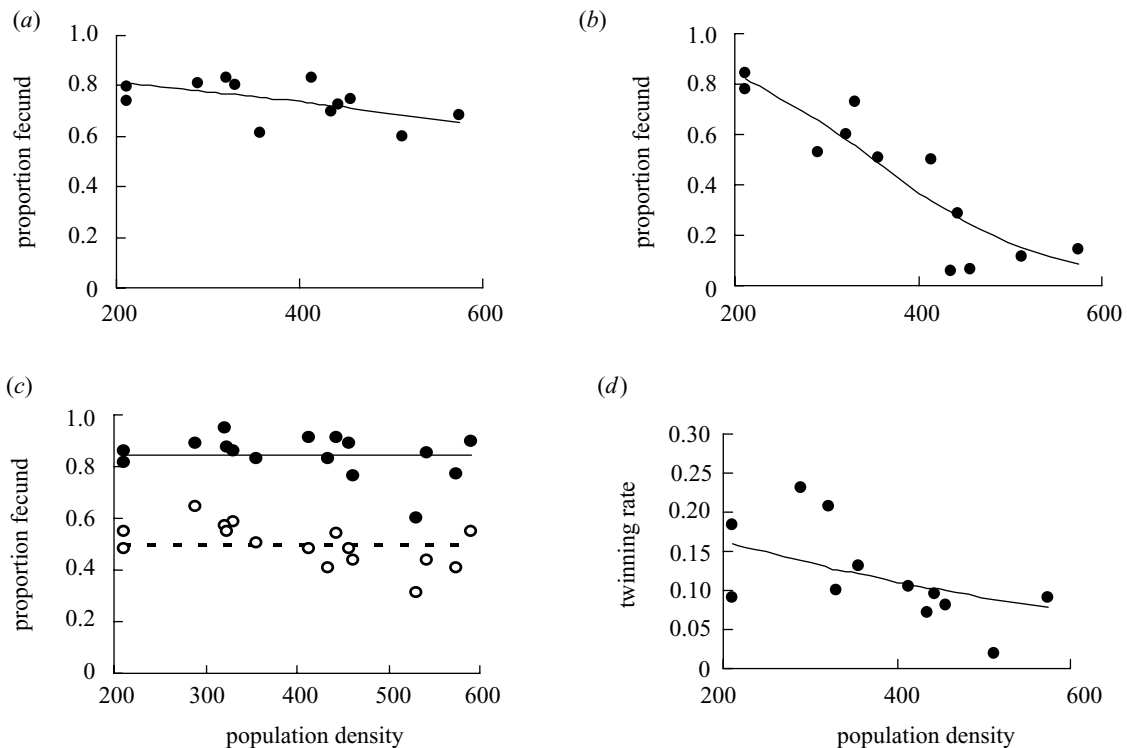 (a)
1.0
0.8
0.6
0.4
0.2
0
proportion fecund
200 400 600
(b)
1.0
0.8
0.6
0.4
0.2
0
proportion fecund
200 400 600
(c)
1.0
0.8
0.6
0.4
0.2
0
proportion fecund
200 300 400 500 600
population density
(d)
0.30
0.25
0.20
0.15
0.10
0.05
0
twinning rate
200 400 600
population density